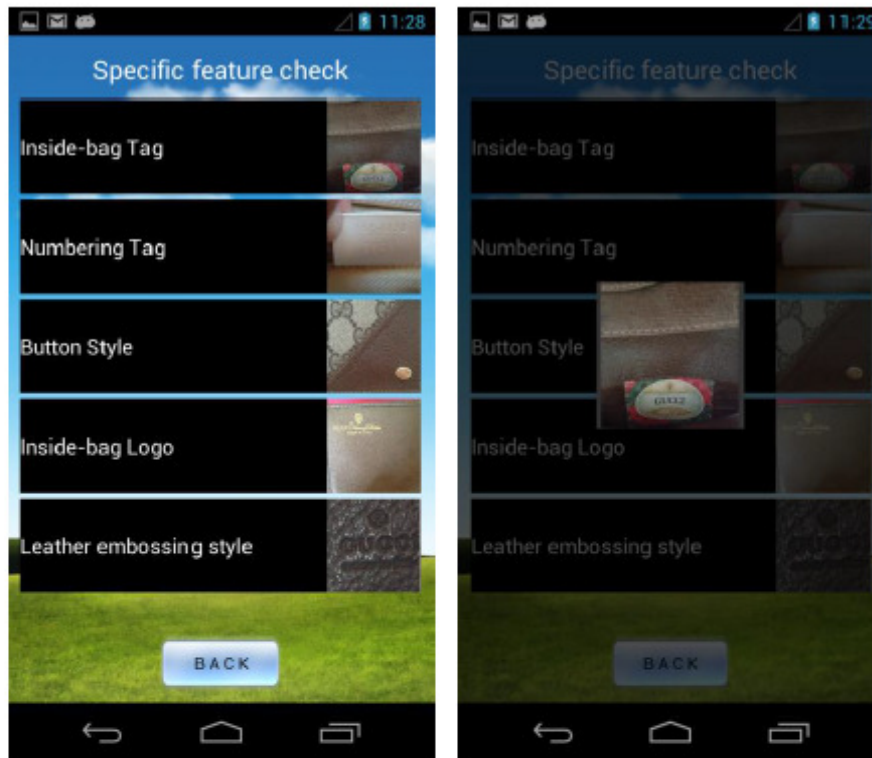 11:28
Specific feature check
Inside-bag Tag
Numbering Tag
Button Style
Inside-bag Logo
GUCCI
Leather embossing style
BACK
11:29
Specific feature check
Inside-bag Tag
Numbering Tag
Button Style
GUCCI
Inside-bag Logo
Leather embossing style
BACK